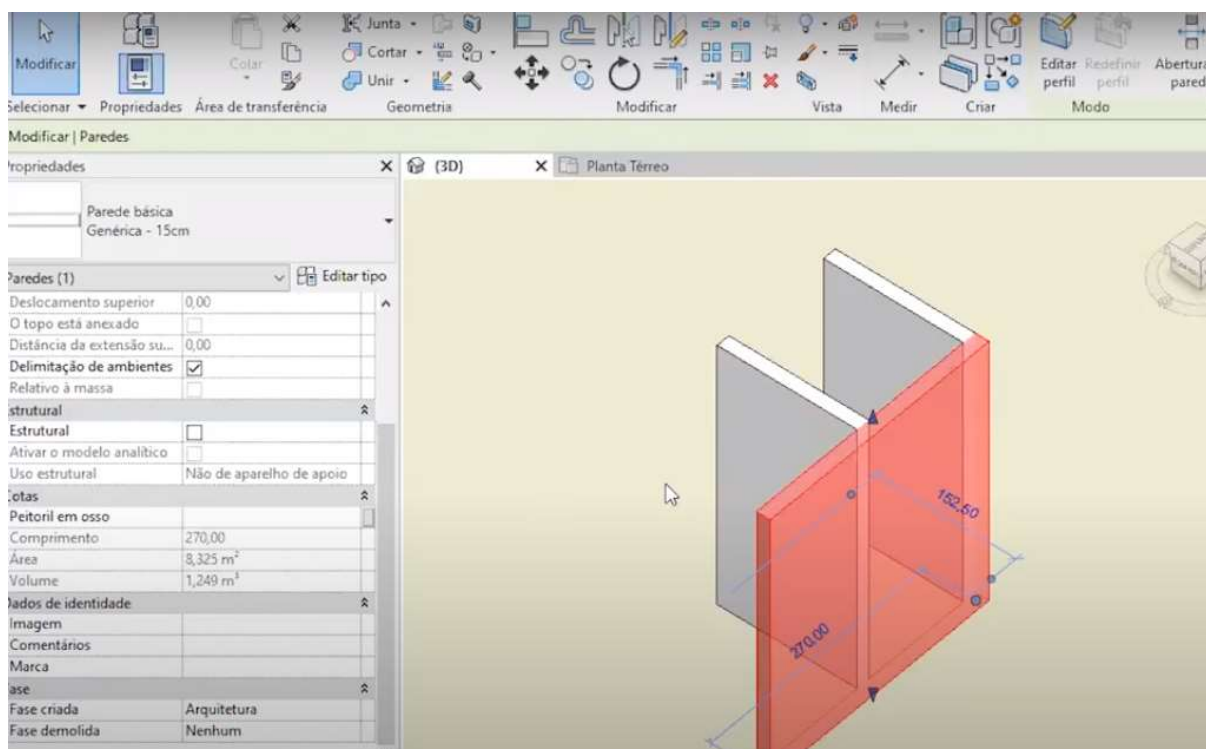 Junta
Modificar
Colar
Cortar
Unir
Editar perfil
Redefinir perfil
Abertura pared
Selecionar
Propriedades
Área de transferência
Geometria
Modificar
Vista
Medir
Criar
Modo
Modificar | Paredes
Propriedades
(3D)
Planta Térreo
Parede básica
Genérica - 15cm
Paredes (1)
Editar tipo
Deslocamento superior 0,00
O topo está anexado
Distância da extensão su... 0,00
Delimitação de ambientes
Relativo à massa
strutural
Estrutural
Ativar o modelo analítico
Uso estrutural Não de aparelho de apoio
Cotas
Peitoril em osso
Comprimento 270,00
Área 8,325 m²
Volume 1,249 m³
Dados de identidade
Imagem
Comentários
Marca
ase
Fase criada Arquitetura
Fase demolida Nenhum
152,50
270,00